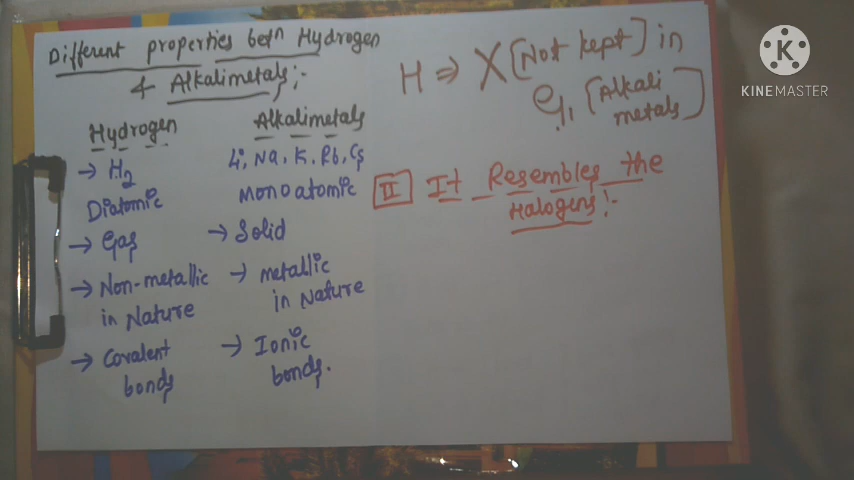 Different properties betn Hydrogen
& Alkalimetals:-
Hydrogen
→ H2
Diatomic
→ Gas
→ Non-metallic
in Nature
→ Covalent
bonds
Alkalimetals
Li, Na, K, Rb, Cs
Monoatomic
→ Solid
→ metallic
in Nature
→ Ionic
bonds.
H ⇒ X [Not kept] in
G1 [Alkali
metals]
II It Resembles the
Halogens:-
K
KINEMASTER